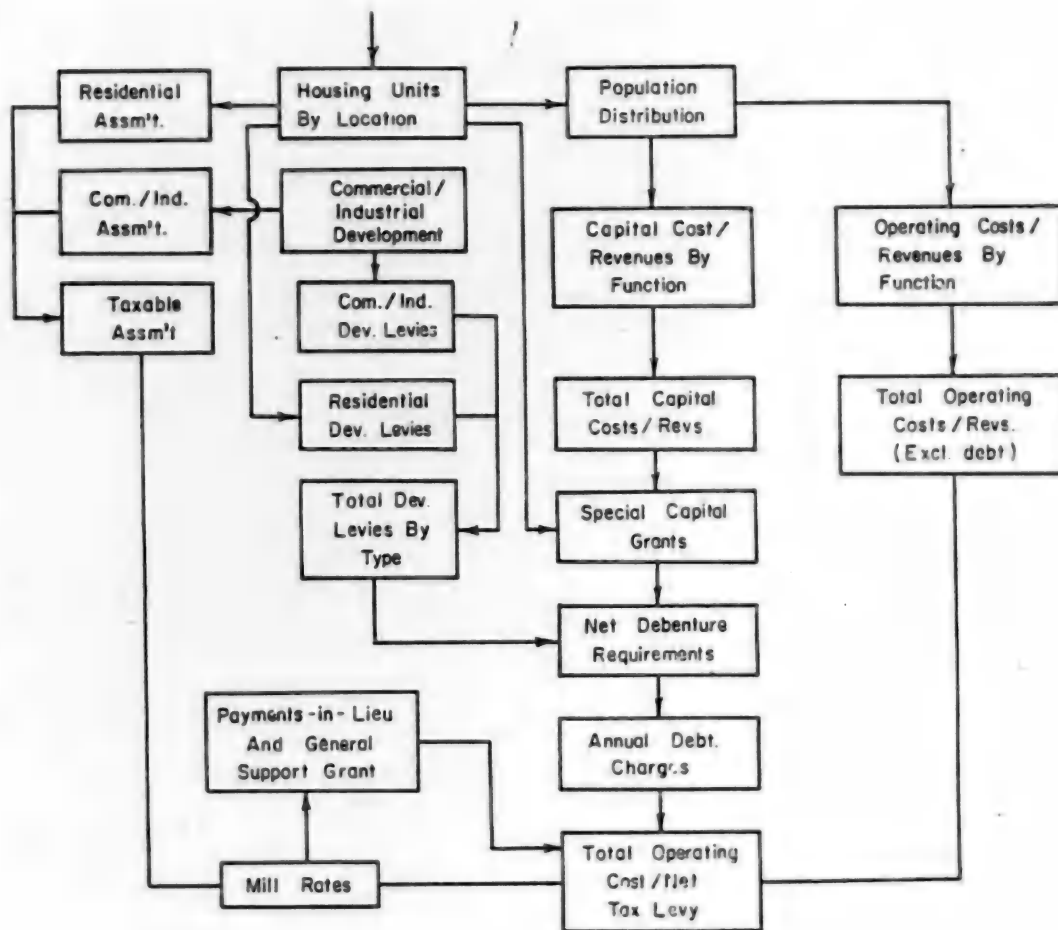 Residential
Assm't.
Housing Units
By Location
Population
Distribution
Com./Ind.
Assm't.
Commercial/
Industrial
Development
Capital Cost/
Revenues By
Function
Operating Costs/
Revenues By
Function
Taxable
Assm't
Com./Ind.
Dev. Levies
Residential
Dev. Levies
Total Capital
Costs/Revs
Total Operating
Costs/Revs.
(Excl. debt)
Total Dev.
Levies By
Type
Special Capital
Grants
Net Debenture
Requirements
Payments-in-Lieu
And General
Support Grant
Annual Debt.
Charges
Mill Rates
Total Operating
Cost/Net
Tax Levy